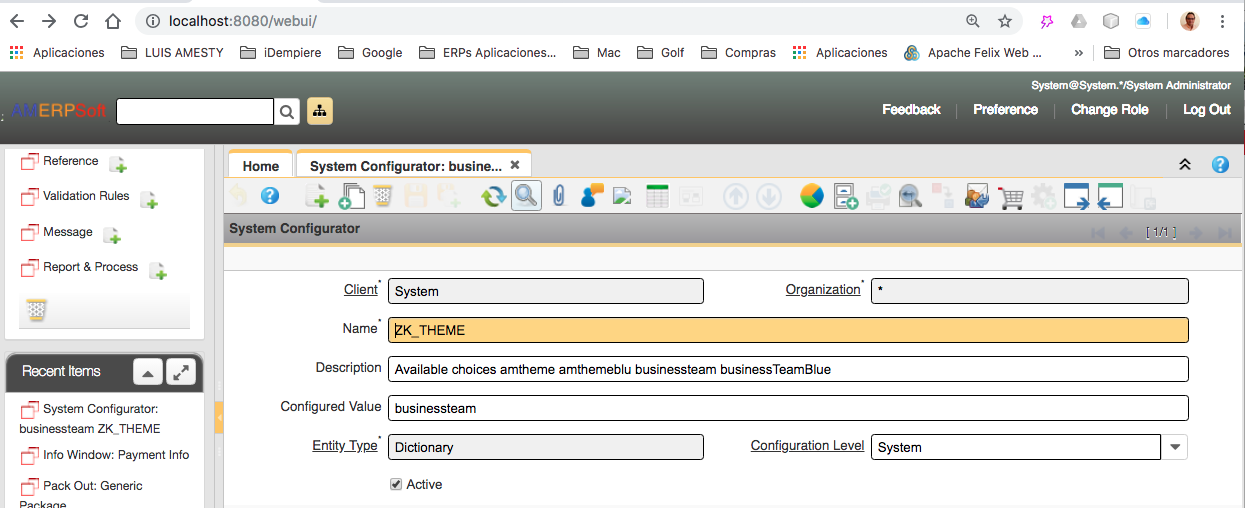 localhost:8080/webui/
Aplicaciones LUIS AMESTY iDempiere Google ERPs Aplicaciones... Mac Golf Compras Aplicaciones Apache Felix Web ... » Otros marcadores
System@System.*/System Administrator
AMERPSoft
Feedback Preference Change Role Log Out
Reference
Validation Rules
Message
Report & Process
Recent Items
System Configurator:
businessteam ZK_THEME
Info Window: Payment Info
Pack Out: Generic
Package
Home System Configurator: busine... ×
System Configurator [ 1/1 ]
Client* System Organization* *
Name* ZK_THEME
Description Available choices amtheme amthemeblu businessteam businessTeamBlue
Configured Value businessteam
Entity Type* Dictionary Configuration Level System
Active